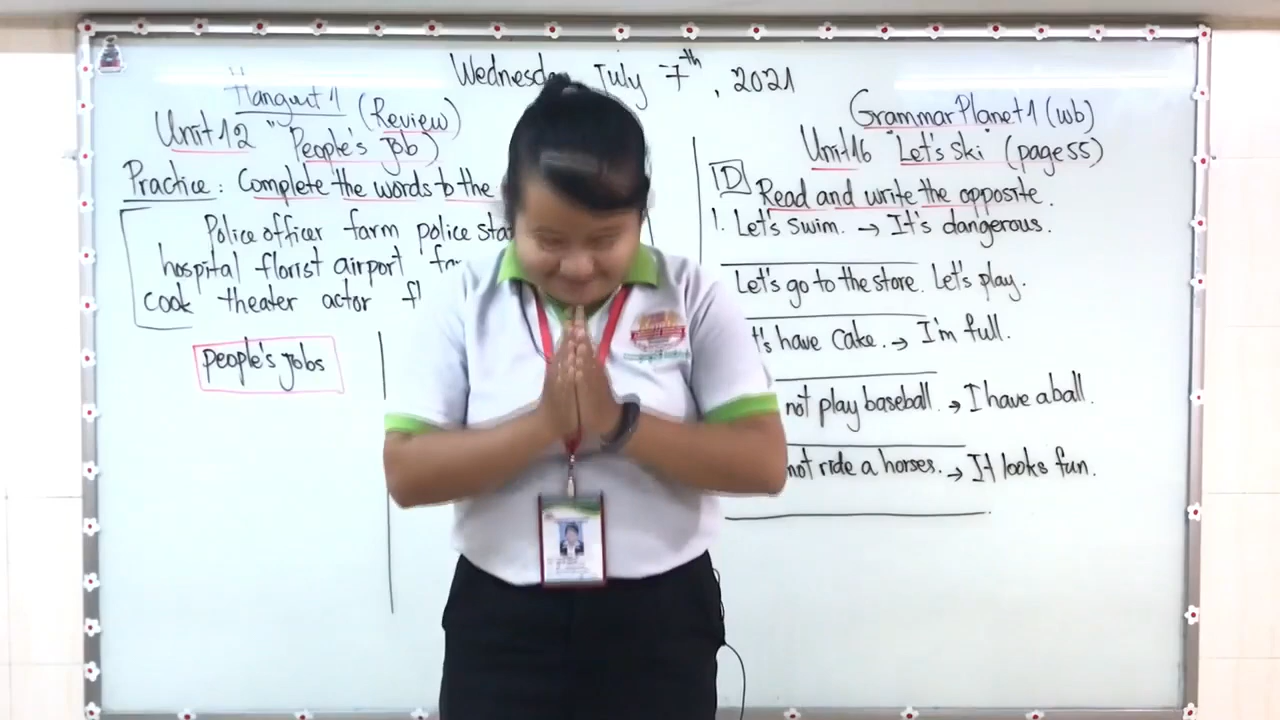 Wednesday July 7th, 2021
Hangout 1 (Review)
Unit 12 "People's Job)
Practice: Complete the words to the
Police officer farm police sta
hospital florist airport
cook theater actor
people's jobs
Grammar Planet 1 (wb)
Unit 16 "Let's Ski" (page 55)
D Read and write the opposite.
1. Let's swim. → It's dangerous.
Let's go to the store. Let's play.
t's have cake. → I'm full.
not play baseball. → I have a ball.
not ride a horses. → It looks fun.